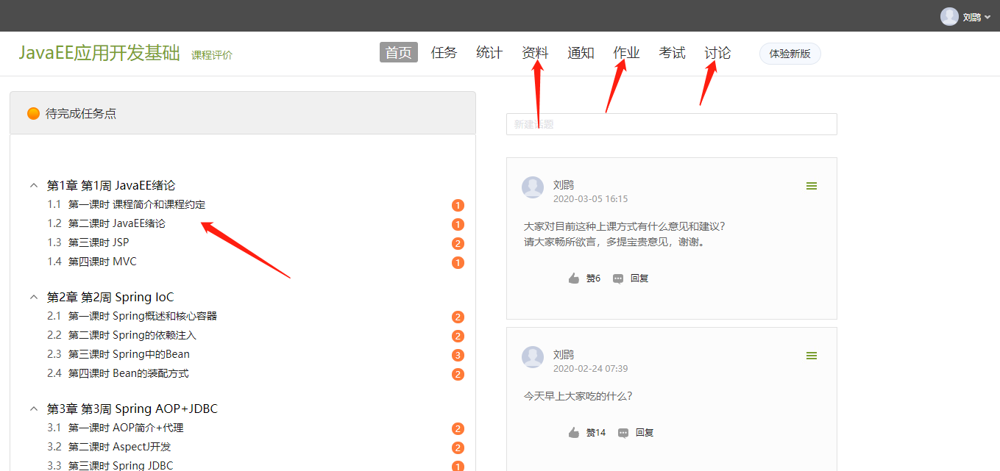 刘鹍
JavaEE应用开发基础 课程评价
首页 任务 统计 资料 通知 作业 考试 讨论 体验新版
待完成任务点
新建话题
第1章 第1周 JavaEE绪论
1.1 第一课时 课程简介和课程约定 1
1.2 第二课时 JavaEE绪论 1
1.3 第三课时 JSP 2
1.4 第四课时 MVC 1
第2章 第2周 Spring IoC
2.1 第一课时 Spring概述和核心容器 2
2.2 第二课时 Spring的依赖注入 2
2.3 第三课时 Spring中的Bean 3
2.4 第四课时 Bean的装配方式 2
第3章 第3周 Spring AOP+JDBC
3.1 第一课时 AOP简介+代理 2
3.2 第二课时 AspectJ开发 2
3.3 第三课时 Spring JDBC 1
刘鹍
2020-03-05 16:15
大家对目前这种上课方式有什么意见和建议?
请大家畅所欲言，多提宝贵意见，谢谢。
赞6 回复
刘鹍
2020-02-24 07:39
今天早上大家吃的什么?
赞14 回复